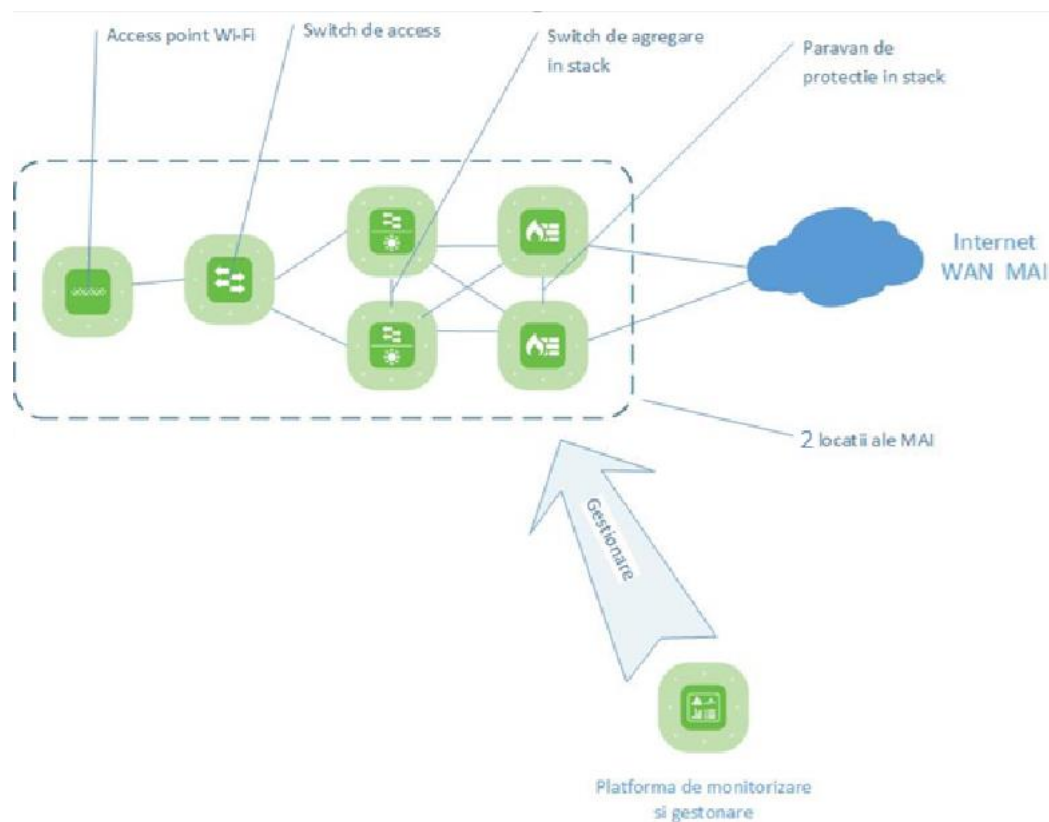 Access point Wi-Fi
Switch de access
Switch de agregare
in stack
Paravan de
protectie in stack
Internet
WAN MAI
2 locatii ale MAI
Gestionare
Platforma de monitorizare
si gestonare